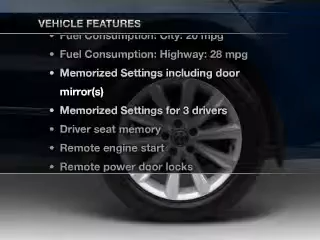 VEHICLE FEATURES
• Fuel Consumption: City: 20 mpg
• Fuel Consumption: Highway: 28 mpg
• Memorized Settings including door
mirror(s)
• Memorized Settings for 3 drivers
• Driver seat memory
• Remote engine start
• Remote power door locks